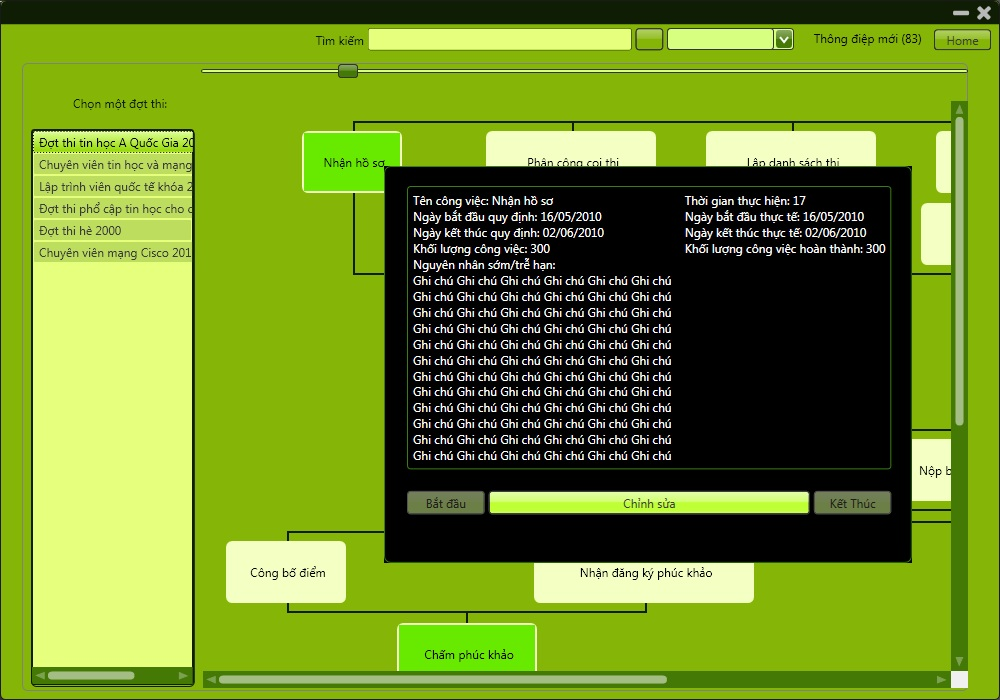 Tìm kiếm
Thông điệp mới (83)
Home
Chọn một đợt thi:
Đợt thi tin học A Quốc Gia 20
Chuyên viên tin học và mạng
Lập trình viên quốc tế khóa 2
Đợt thi phổ cập tin học cho
Đợt thi hè 2000
Chuyên viên mạng Cisco 201
Nhận hồ sơ
Phân công coi thi
Lập danh sách thi
Tên công việc: Nhận hồ sơ
Thời gian thực hiện: 17
Ngày bắt đầu quy định: 16/05/2010
Ngày bắt đầu thực tế: 16/05/2010
Ngày kết thúc quy định: 02/06/2010
Ngày kết thúc thực tế: 02/06/2010
Khối lượng công việc: 300
Khối lượng công việc hoàn thành: 300
Nguyên nhân sớm/trễ hạn:
Ghi chú Ghi chú Ghi chú Ghi chú Ghi chú Ghi chú
Ghi chú Ghi chú Ghi chú Ghi chú Ghi chú Ghi chú
Ghi chú Ghi chú Ghi chú Ghi chú Ghi chú Ghi chú
Ghi chú Ghi chú Ghi chú Ghi chú Ghi chú Ghi chú
Ghi chú Ghi chú Ghi chú Ghi chú Ghi chú Ghi chú
Ghi chú Ghi chú Ghi chú Ghi chú Ghi chú Ghi chú
Ghi chú Ghi chú Ghi chú Ghi chú Ghi chú Ghi chú
Ghi chú Ghi chú Ghi chú Ghi chú Ghi chú Ghi chú
Ghi chú Ghi chú Ghi chú Ghi chú Ghi chú Ghi chú
Ghi chú Ghi chú Ghi chú Ghi chú Ghi chú Ghi chú
Ghi chú Ghi chú Ghi chú Ghi chú Ghi chú Ghi chú
Ghi chú Ghi chú Ghi chú Ghi chú Ghi chú Ghi chú
Nộp b
Bắt đầu
Chỉnh sửa
Kết Thúc
Công bố điểm
Nhận đăng ký phúc khảo
Chấm phúc khảo